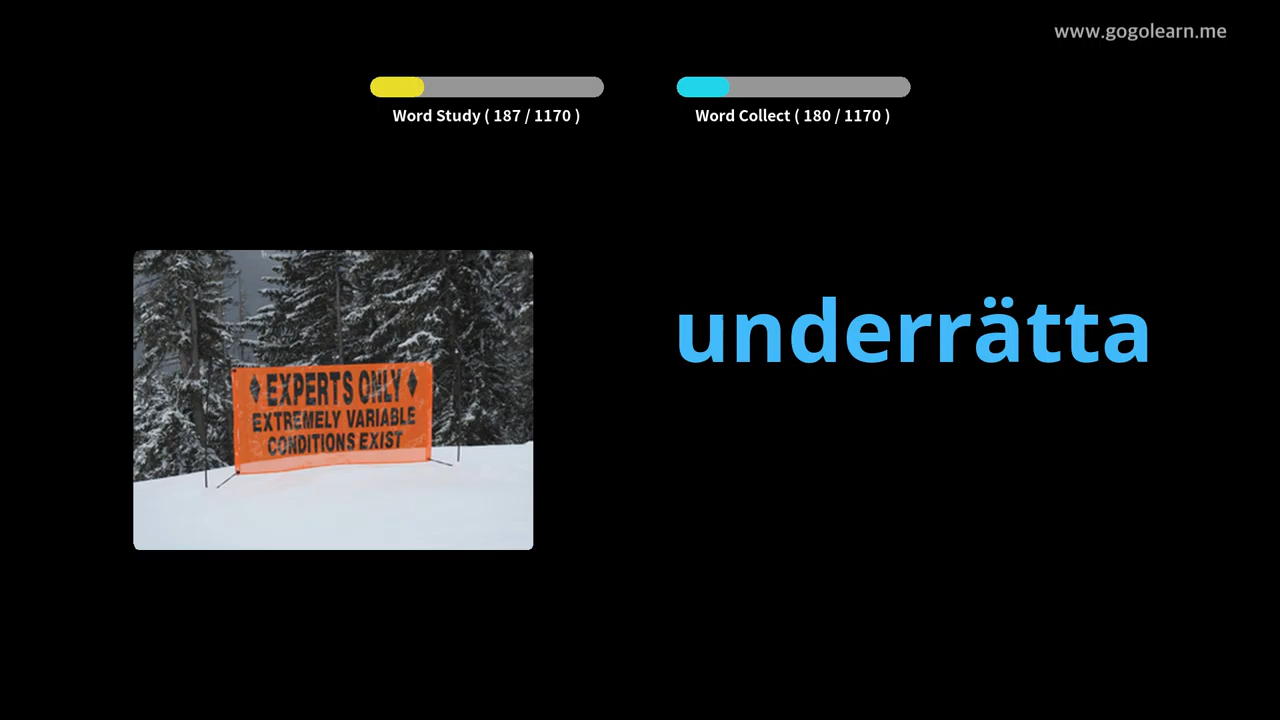 www.gogolearn.me
Word Study ( 187 / 1170 )
Word Collect ( 180 / 1170 )
EXPERTS ONLY
EXTREMELY VARIABLE
CONDITIONS EXIST
underrätta